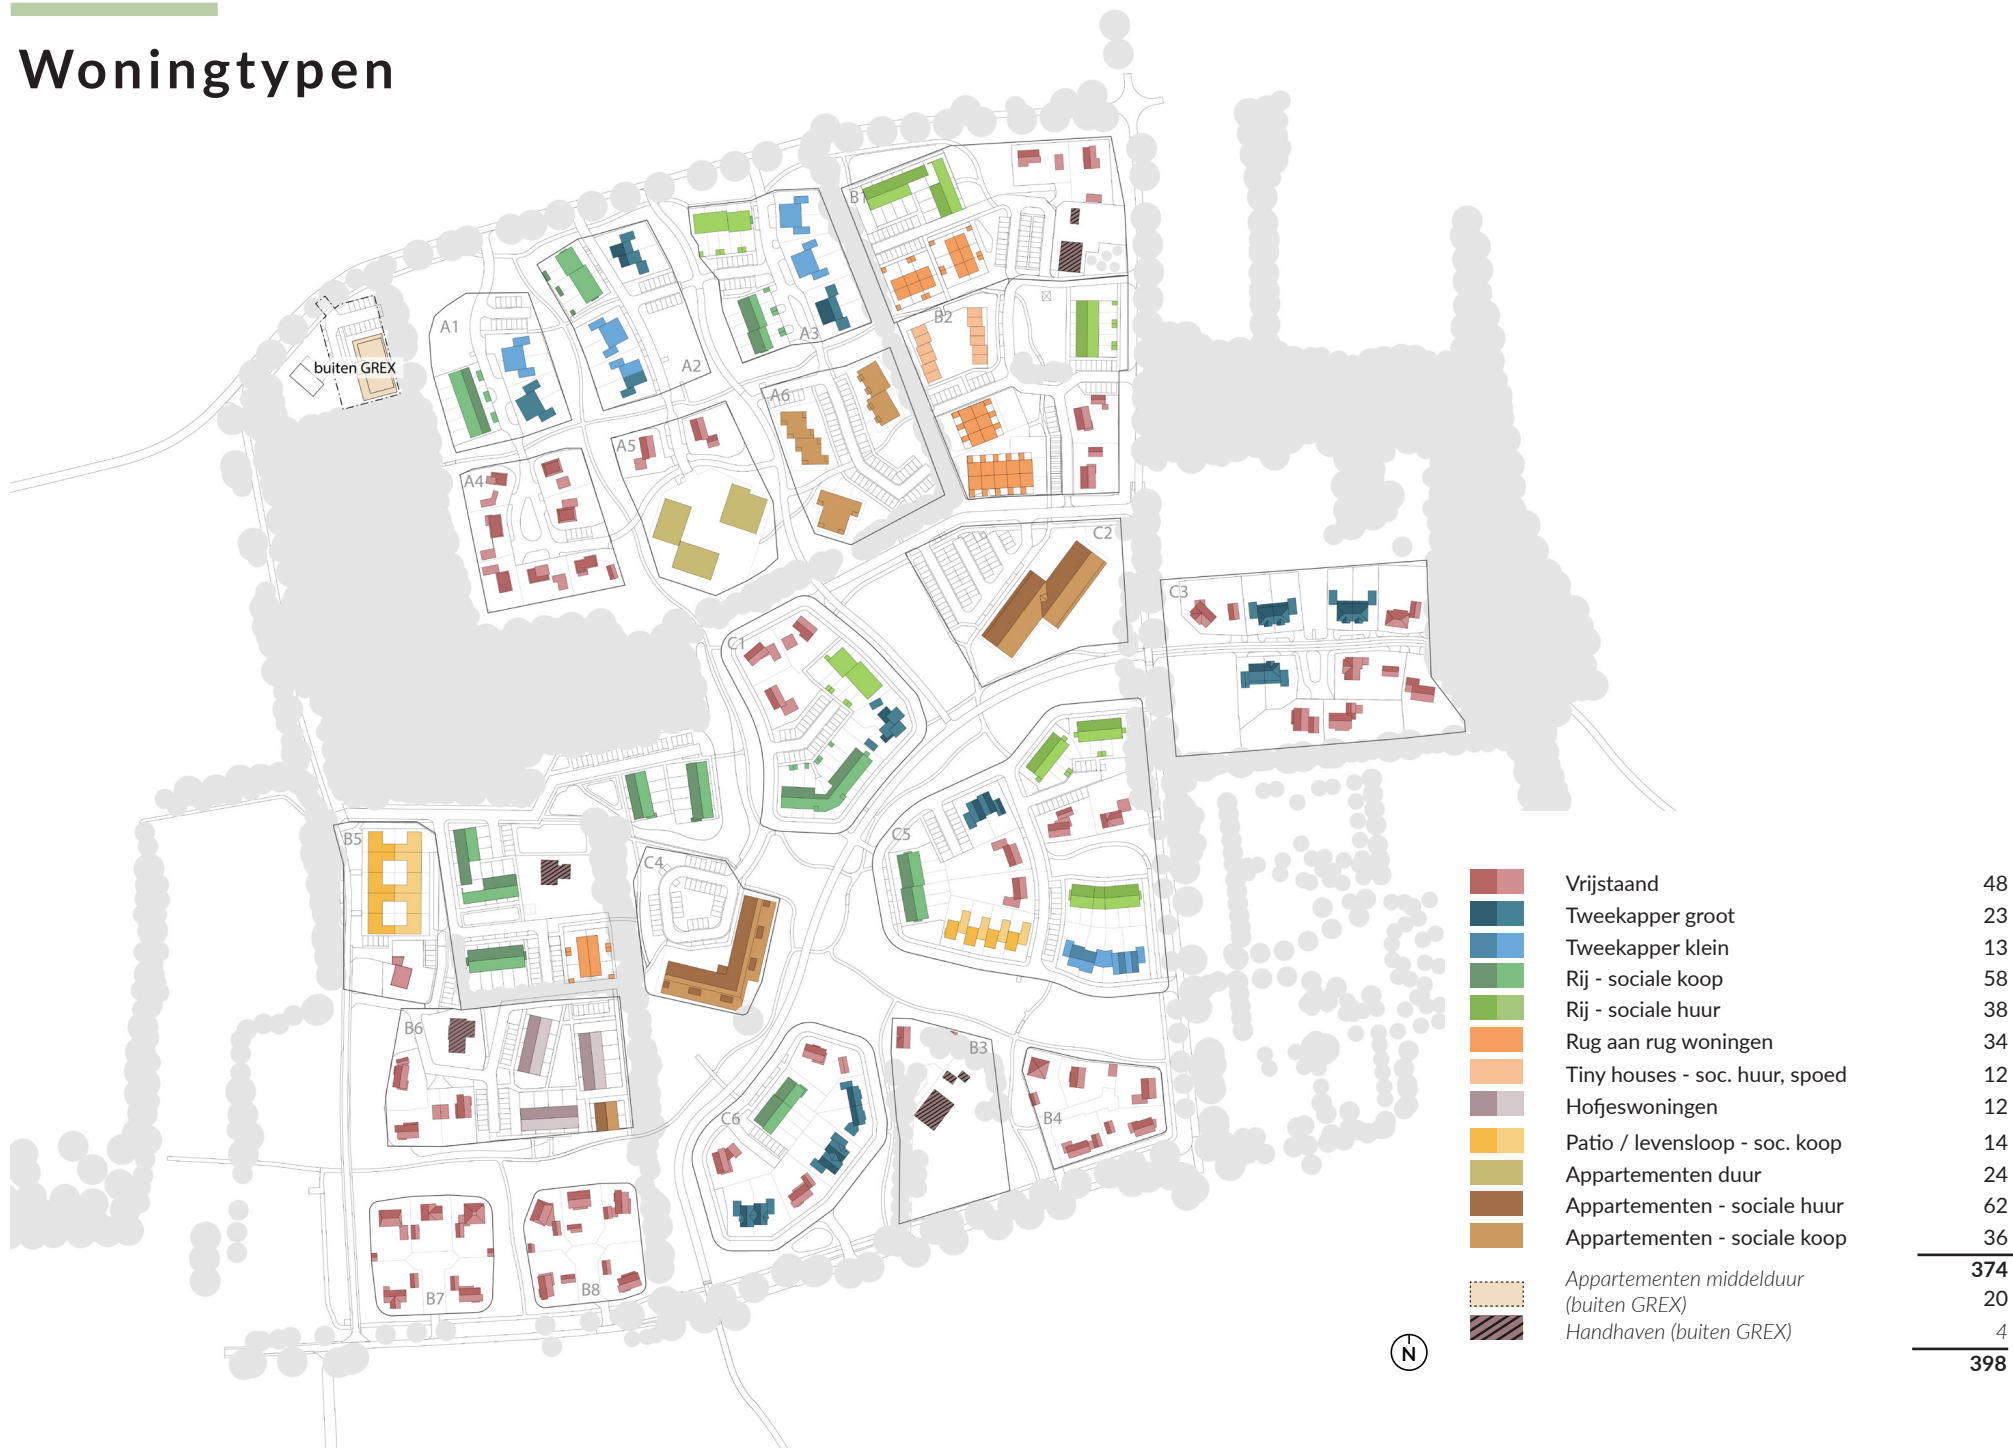 Woningtypen
B1
A1
B2
A3
buiten GREX
A2
A6
A5
A4
C2
C3
C1
C5
B5
C4
B6
B3
C6
B4
B7
B8
N
Vrijstaand 48
Tweekapper groot 23
Tweekapper klein 13
Rij - sociale koop 58
Rij - sociale huur 38
Rug aan rug woningen 34
Tiny houses - soc. huur, spoed 12
Hofjeswoningen 12
Patio / levensloop - soc. koop 14
Appartementen duur 24
Appartementen - sociale huur 62
Appartementen - sociale koop 36
374
Appartementen middelduur
(buiten GREX) 20
Handhaven (buiten GREX) 4
398